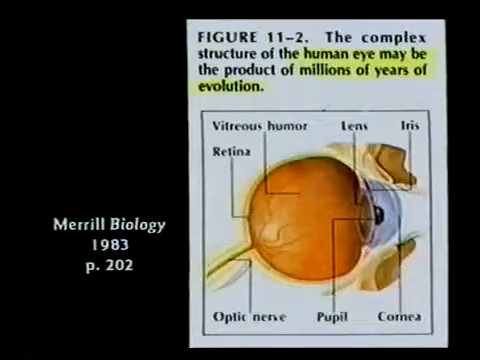 FIGURE 11–2. The complex
structure of the human eye may be
the product of millions of years of
evolution.
Vitreous humor Lens Iris
Retina
Merrill Biology
1983
p. 202
Optic nerve Pupil Cornea